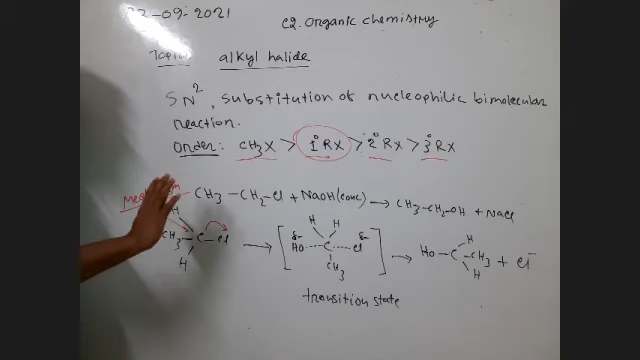 -09-2021
C2. Organic chemistry
Topic alkyl halide
SN², substitution of nucleophilic bimolecular
reaction.
Order: CH3X > 1° RX > 2° RX > 3° RX
CH3-CH2-Cl + NaOH(conc) → CH3-CH2-OH + NaCl
H
CH3-C-Cl → [HO δ- ... C ... Cl δ-] → HO-C-CH3 + Cl⁻
H H H H
H CH3
transition state